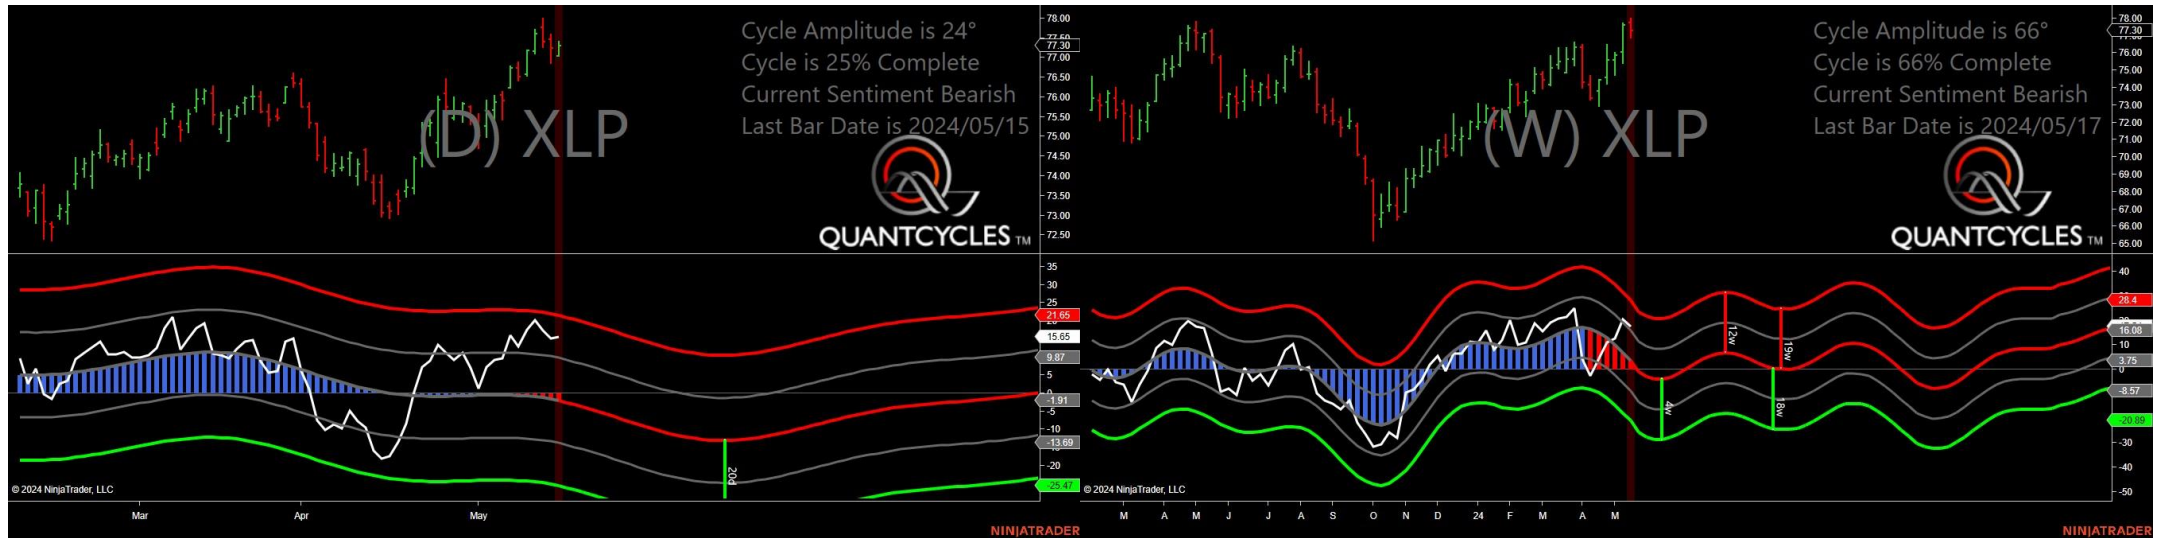 Cycle Amplitude is 24°
Cycle is 25% Complete
Current Sentiment Bearish
Last Bar Date is 2024/05/15
(D) XLP
QUANTCYCLES TM
78.00
77.30
77.00
76.50
76.00
75.50
75.00
74.50
74.00
73.50
73.00
72.50
35
30
25
21.65
15.65
9.87
5
0
-1.91
-5
-10
-13.69
-20
-25.47
20d
© 2024 NinjaTrader, LLC
Mar Apr May
NINJATRADER
Cycle Amplitude is 66°
Cycle is 66% Complete
Current Sentiment Bearish
Last Bar Date is 2024/05/17
(W) XLP
QUANTCYCLES TM
78.00
77.30
76.00
75.00
74.00
73.00
72.00
71.00
70.00
69.00
68.00
67.00
66.00
65.00
40
28.4
16.08
10
3.75
0
-8.57
-20.89
-30
-40
-50
4w
12w
18w
19w
© 2024 NinjaTrader, LLC
M A M J J A S O N D 24 F M A M
NINJATRADER